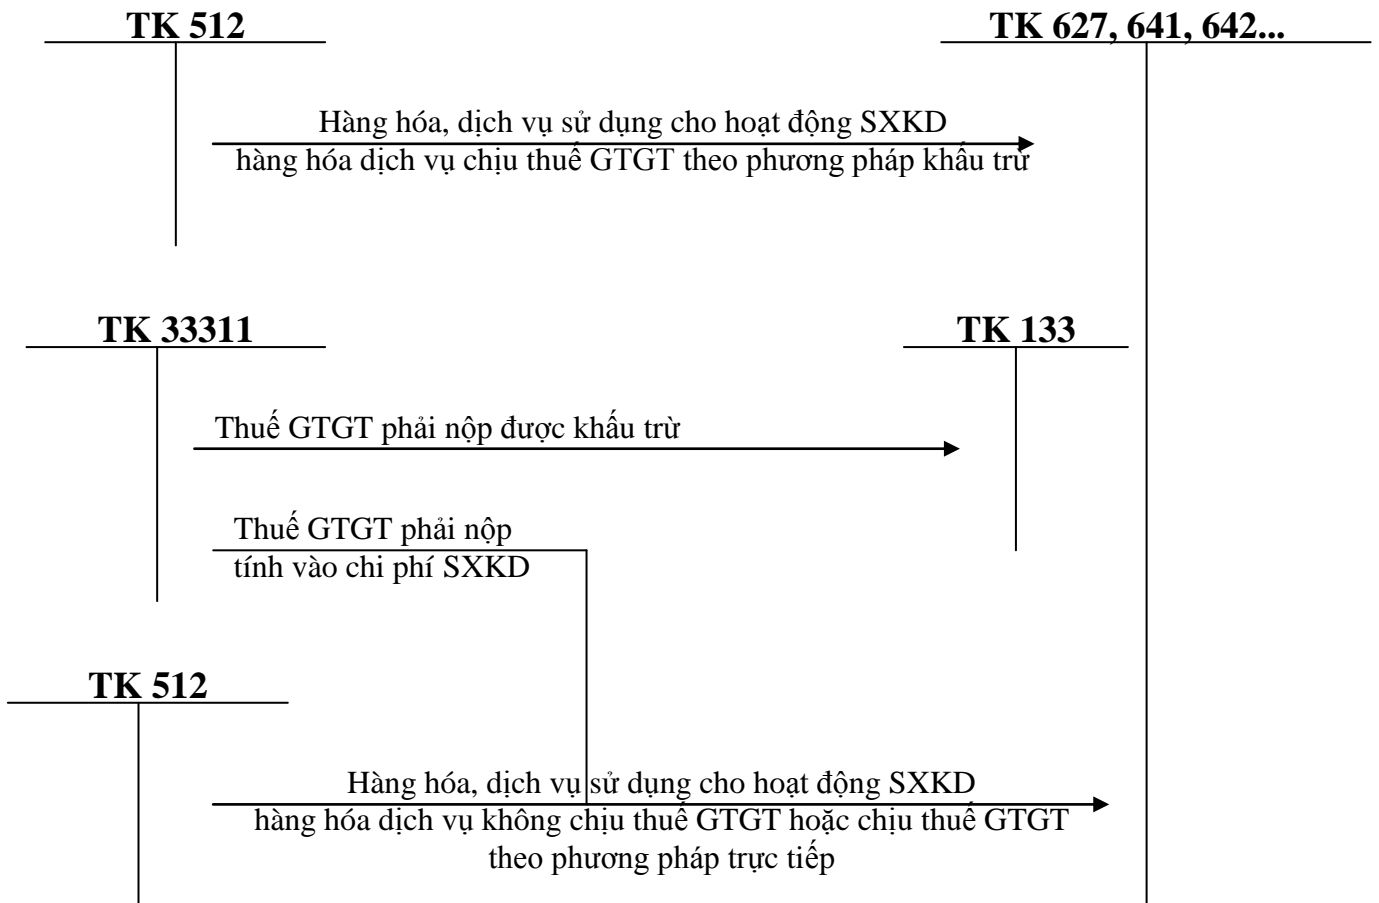 TK 512
TK 627, 641, 642...
Hàng hóa, dịch vụ sử dụng cho hoạt động SXKD
hàng hóa dịch vụ chịu thuế GTGT theo phương pháp khấu trừ
TK 33311
TK 133
Thuế GTGT phải nộp được khấu trừ
Thuế GTGT phải nộp
tính vào chi phí SXKD
TK 512
Hàng hóa, dịch vụ sử dụng cho hoạt động SXKD
hàng hóa dịch vụ không chịu thuế GTGT hoặc chịu thuế GTGT
theo phương pháp trực tiếp